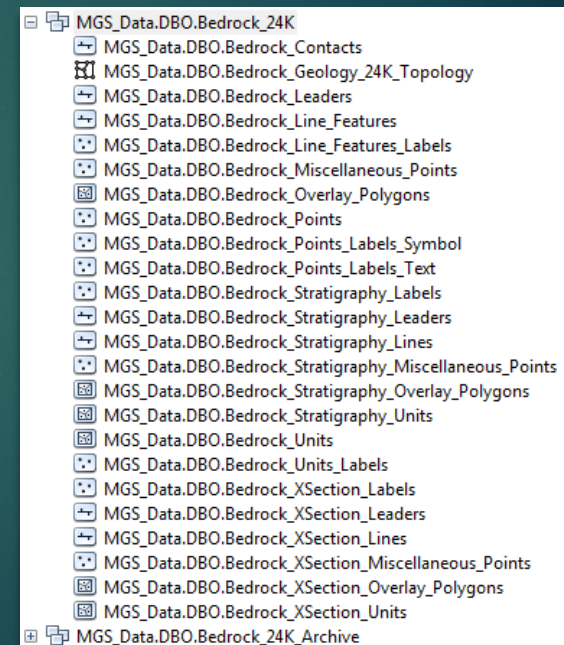 MGS_Data.DBO.Bedrock_24K
MGS_Data.DBO.Bedrock_Contacts
MGS_Data.DBO.Bedrock_Geology_24K_Topology
MGS_Data.DBO.Bedrock_Leaders
MGS_Data.DBO.Bedrock_Line_Features
MGS_Data.DBO.Bedrock_Line_Features_Labels
MGS_Data.DBO.Bedrock_Miscellaneous_Points
MGS_Data.DBO.Bedrock_Overlay_Polygons
MGS_Data.DBO.Bedrock_Points
MGS_Data.DBO.Bedrock_Points_Labels_Symbol
MGS_Data.DBO.Bedrock_Points_Labels_Text
MGS_Data.DBO.Bedrock_Stratigraphy_Labels
MGS_Data.DBO.Bedrock_Stratigraphy_Leaders
MGS_Data.DBO.Bedrock_Stratigraphy_Lines
MGS_Data.DBO.Bedrock_Stratigraphy_Miscellaneous_Points
MGS_Data.DBO.Bedrock_Stratigraphy_Overlay_Polygons
MGS_Data.DBO.Bedrock_Stratigraphy_Units
MGS_Data.DBO.Bedrock_Units
MGS_Data.DBO.Bedrock_Units_Labels
MGS_Data.DBO.Bedrock_XSection_Labels
MGS_Data.DBO.Bedrock_XSection_Leaders
MGS_Data.DBO.Bedrock_XSection_Lines
MGS_Data.DBO.Bedrock_XSection_Miscellaneous_Points
MGS_Data.DBO.Bedrock_XSection_Overlay_Polygons
MGS_Data.DBO.Bedrock_XSection_Units
MGS_Data.DBO.Bedrock_24K_Archive